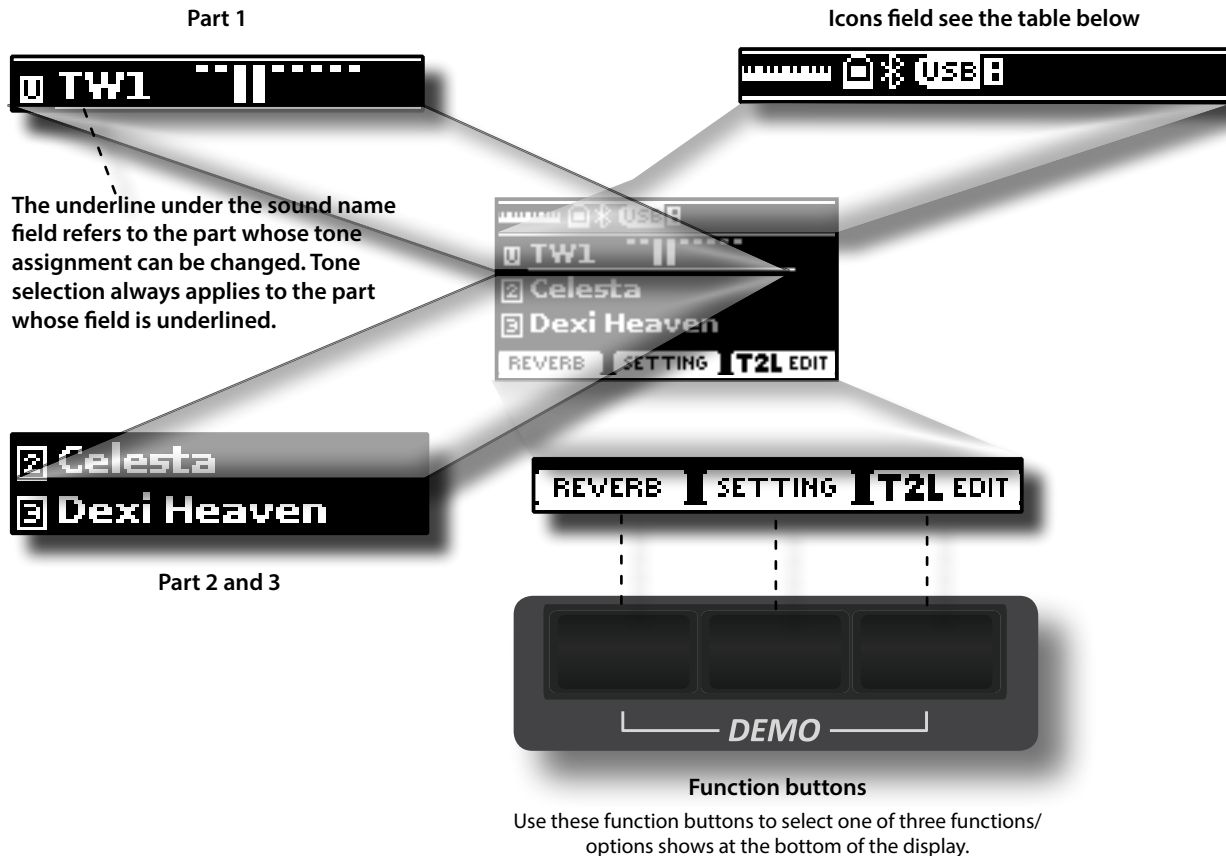 Part 1
Icons field see the table below
U TW1
USB
The underline under the sound name
field refers to the part whose tone
assignment can be changed. Tone
selection always applies to the part
whose field is underlined.
USB
U TW1
2 Celesta
3 Dexi Heaven
REVERB SETTING T2L EDIT
2 Celesta
3 Dexi Heaven
Part 2 and 3
REVERB SETTING T2L EDIT
DEMO
Function buttons
Use these function buttons to select one of three functions/
options shows at the bottom of the display.